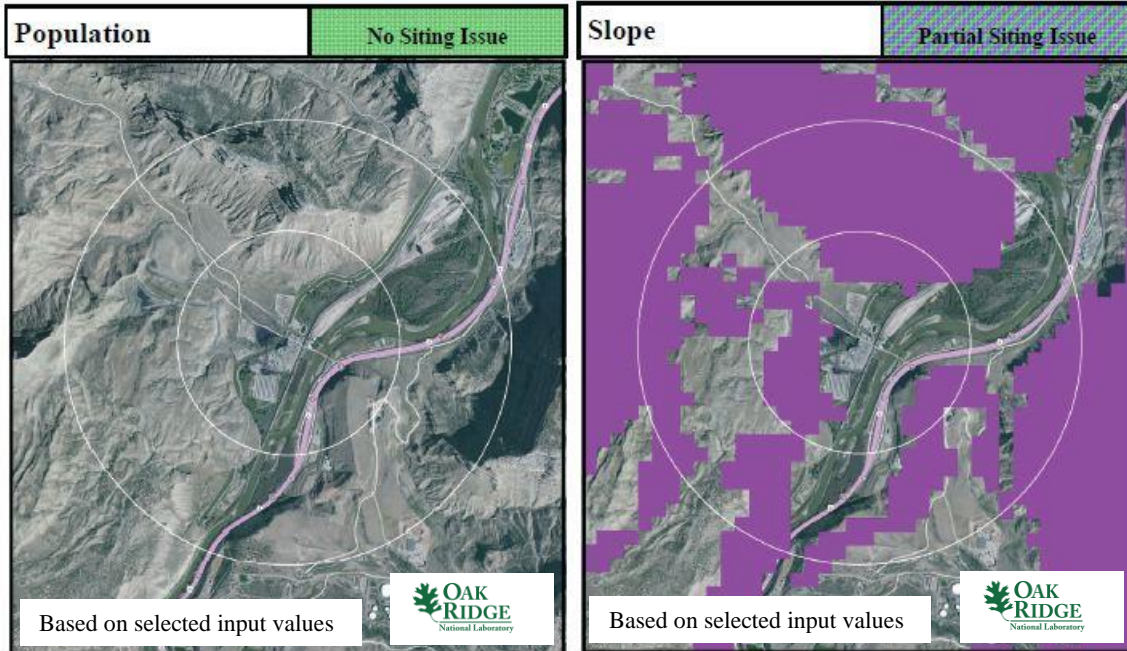 Population
No Siting Issue
Based on selected input values
OAK
RIDGE
National Laboratory
Slope
Partial Siting Issue
Based on selected input values
OAK
RIDGE
National Laboratory